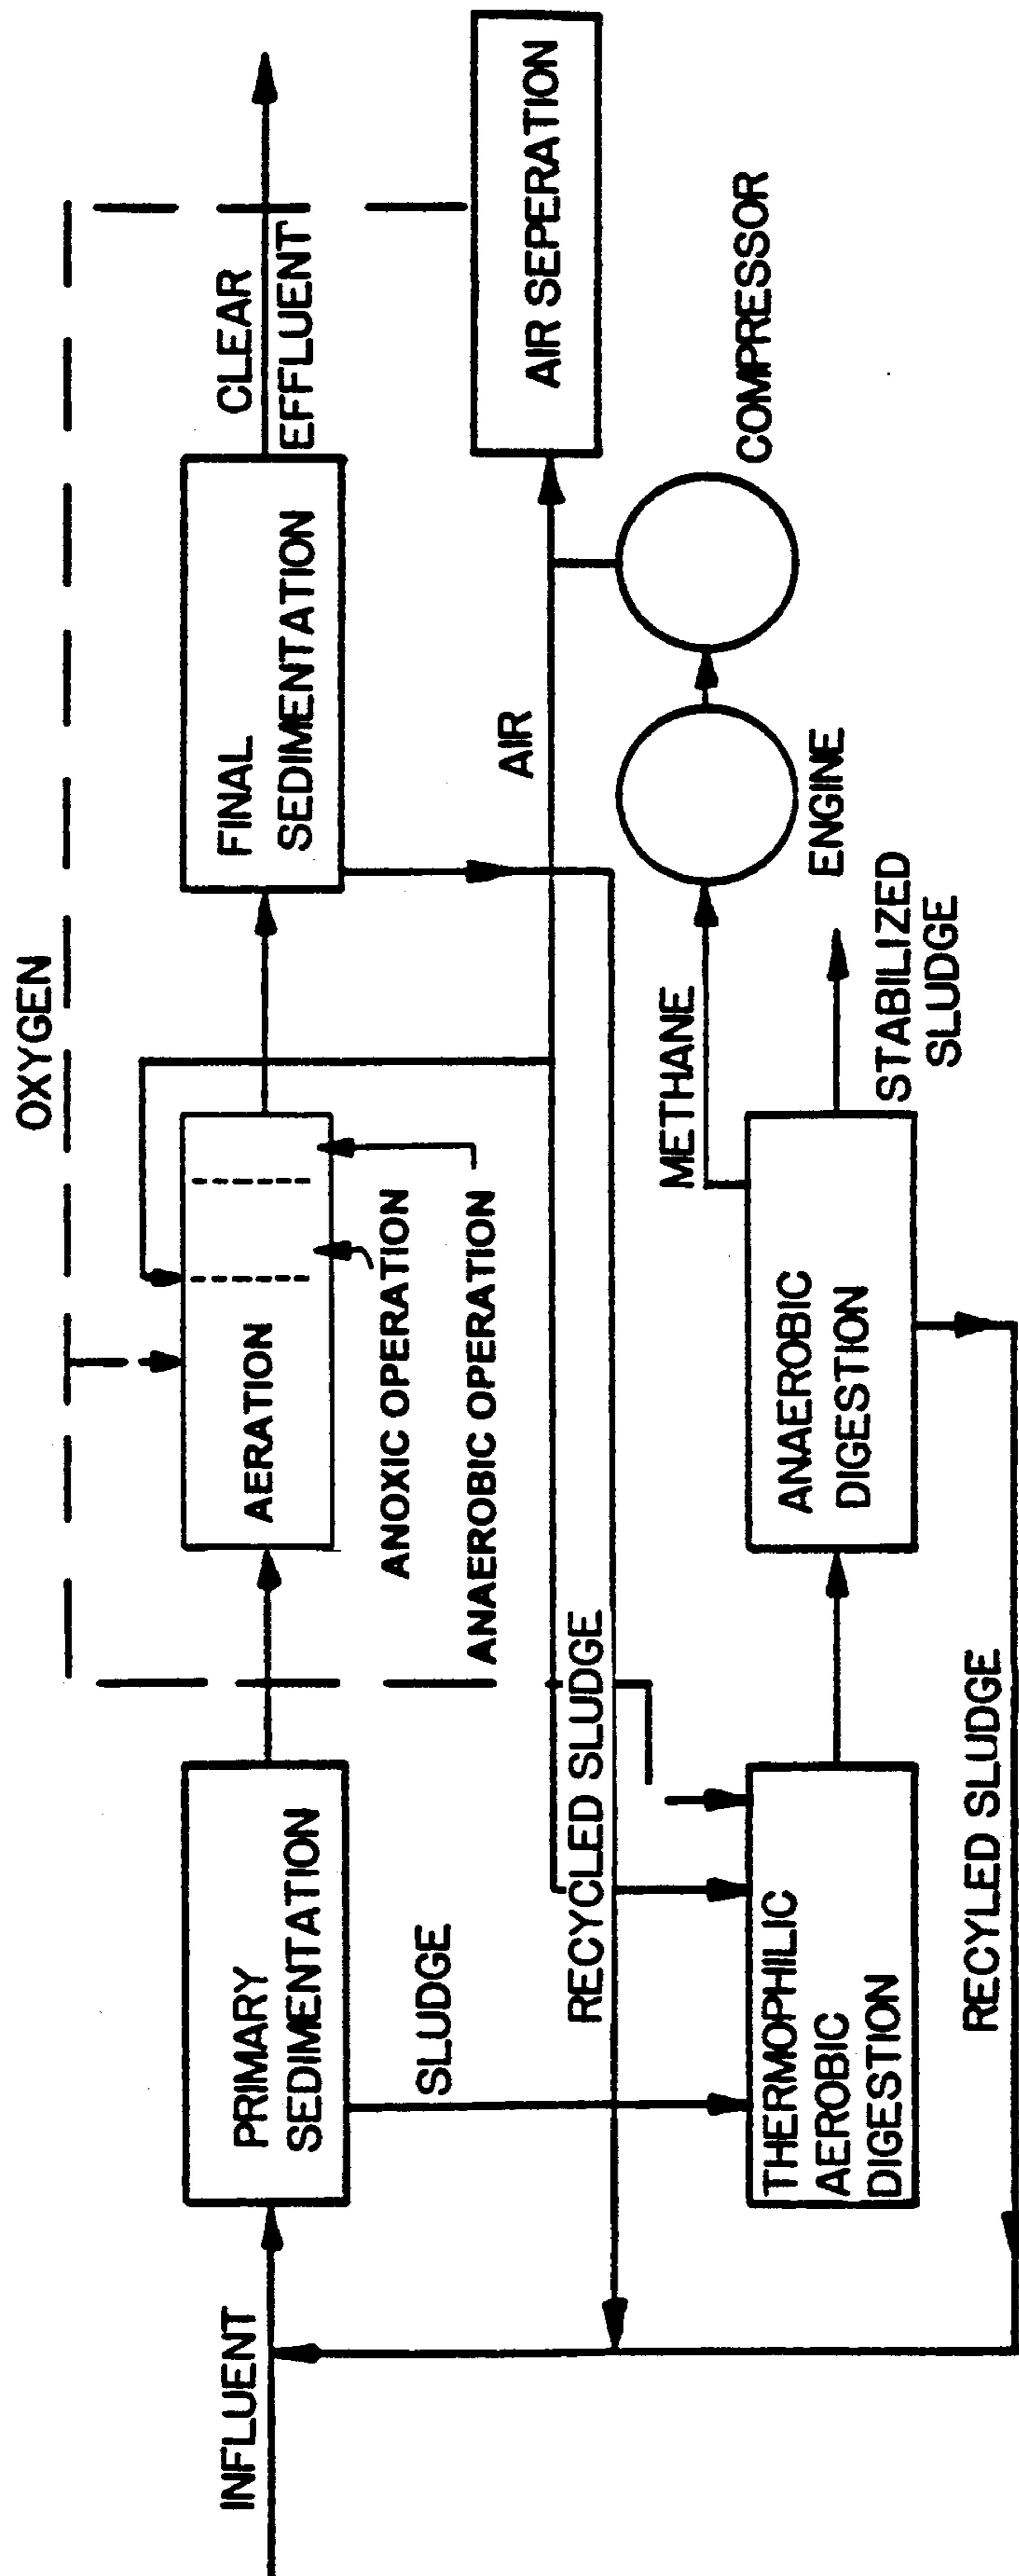 OXYGEN
INFLUENT
PRIMARY
SEDIMENTATION
AERATION
FINAL
SEDIMENTATION
CLEAR
EFFLUENT
SLUDGE
ANOXIC OPERATION
ANAEROBIC OPERATION
AIR
AIR SEPERATION
RECYCLED SLUDGE
THERMOPHILIC
AEROBIC
DIGESTION
ANAEROBIC
DIGESTION
METHANE
STABILIZED
SLUDGE
ENGINE
COMPRESSOR
RECYLED SLUDGE